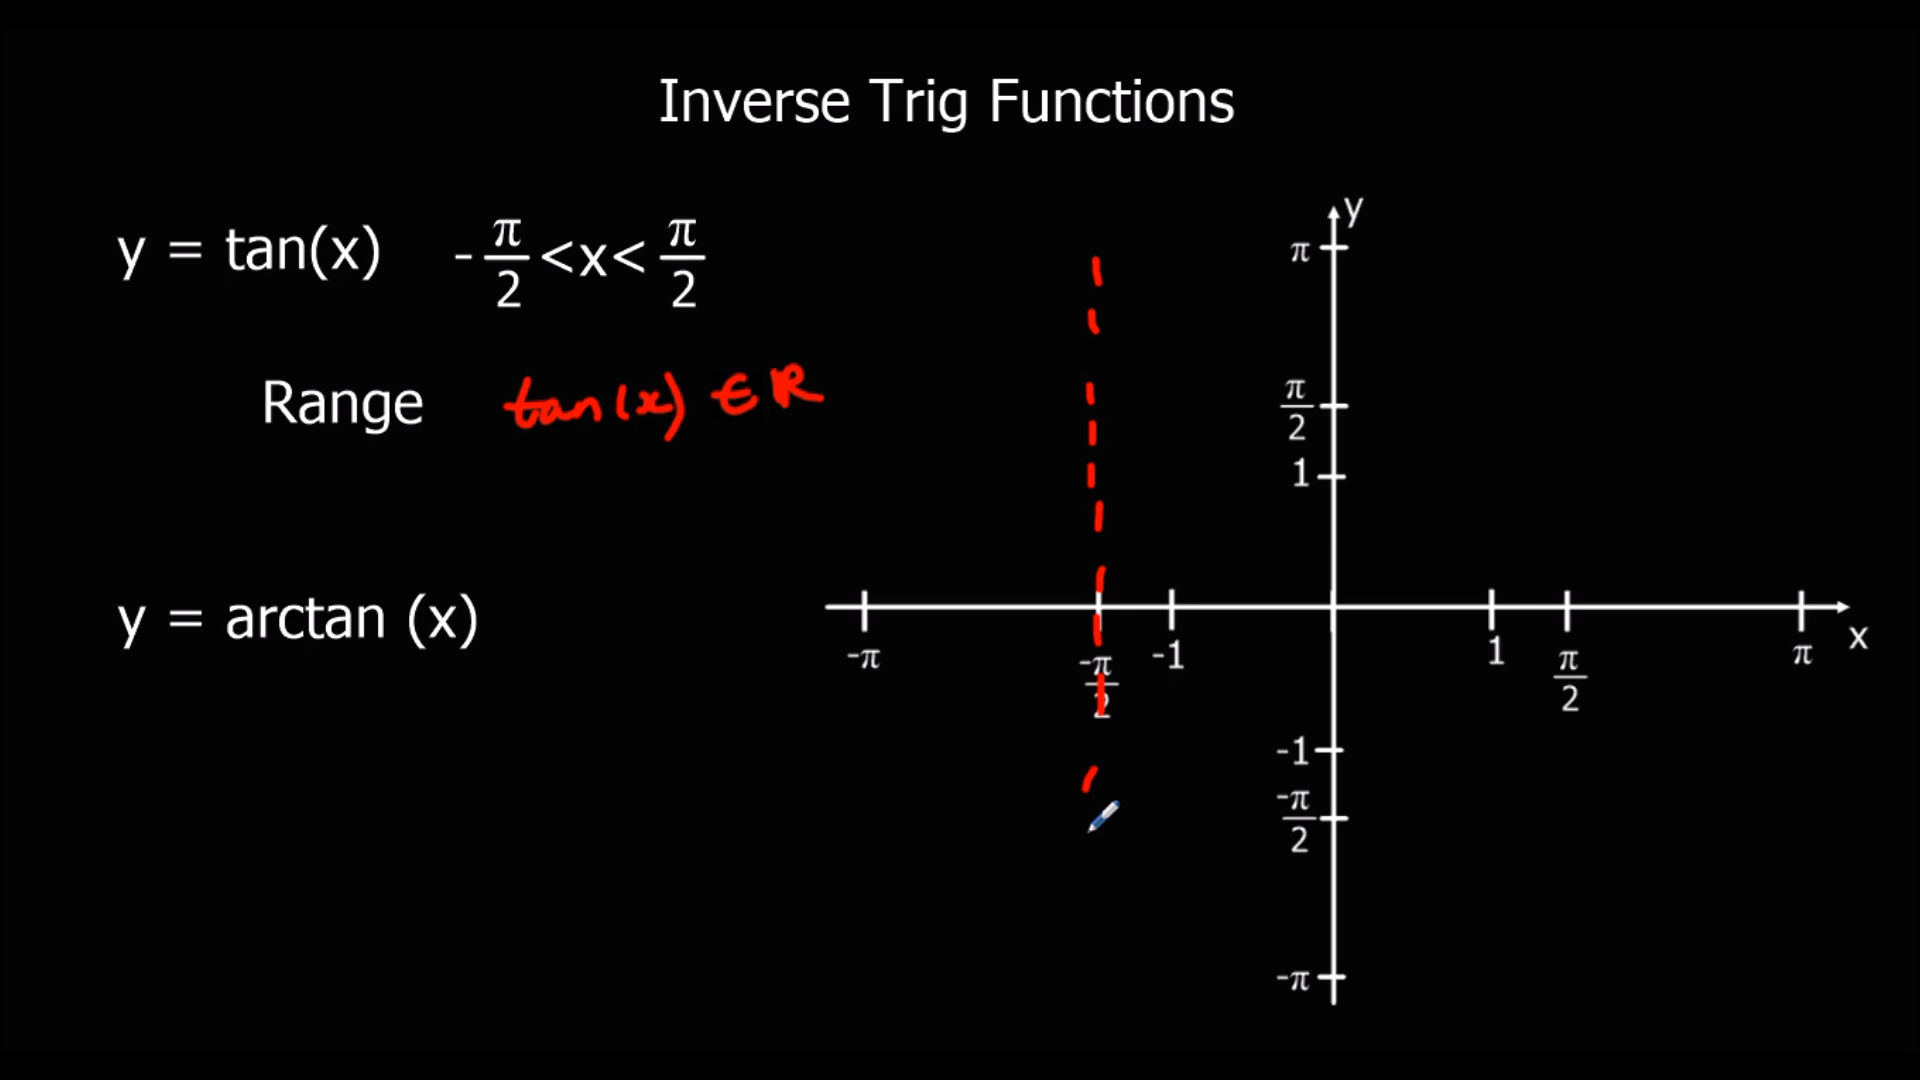 Inverse Trig Functions
y = tan(x) -π/2 <x< π/2
Range tan(x) ∈ ℝ
y = arctan (x)
y
π
π/2
1
-π -π/2 -1 1 π/2 π x
-1
-π/2
-π